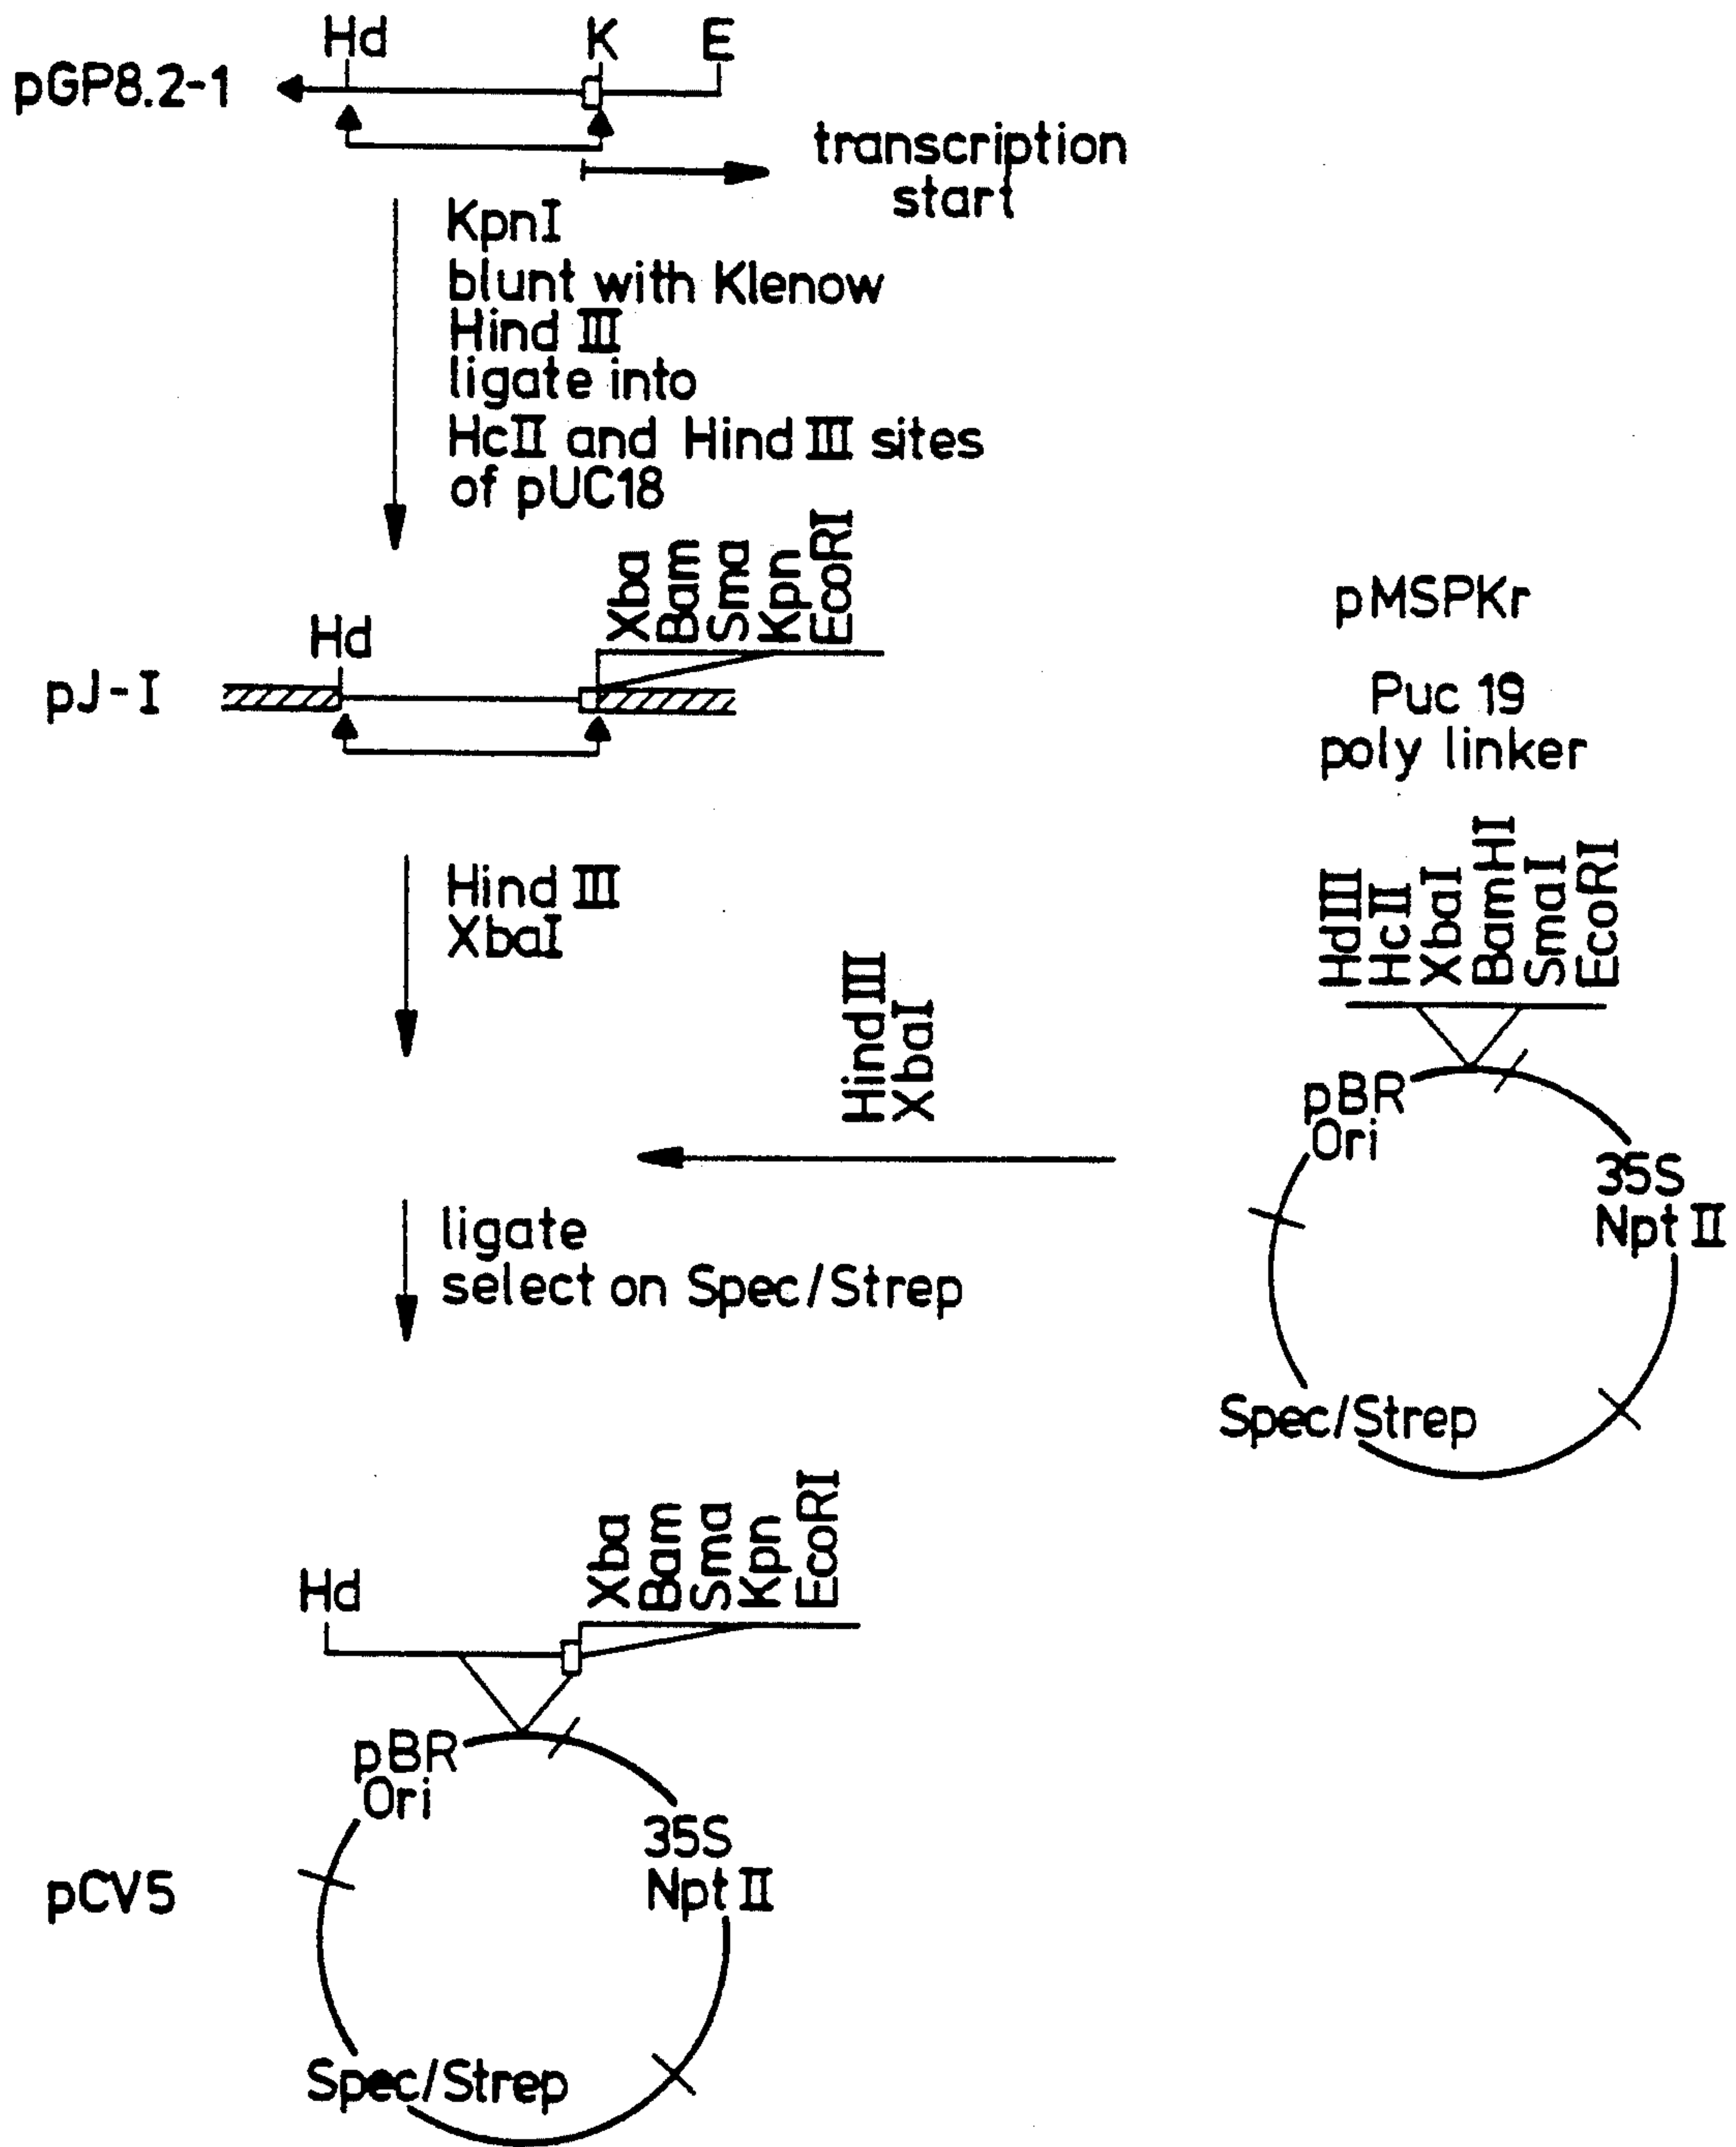 Hd K E
pGP8.2-1
transcription
start
KpnI
blunt with Klenow
Hind III
ligate into
HcII and Hind III sites
of pUC18
Xba
Bam
Sma
Kpn
EcoRI
Hd
pJ-I
pMSPKr
Puc 19
poly linker
HdIII
HcII
XbaI
BamHI
SmaI
EcoRI
Hind III
XbaI
Hind III
XbaI
pBR
Ori
35S
Npt II
Spec/Strep
ligate
select on Spec/Strep
Xba
Bam
Sma
Kpn
EcoRI
Hd
pBR
Ori
35S
Npt II
pCV5
Spec/Strep